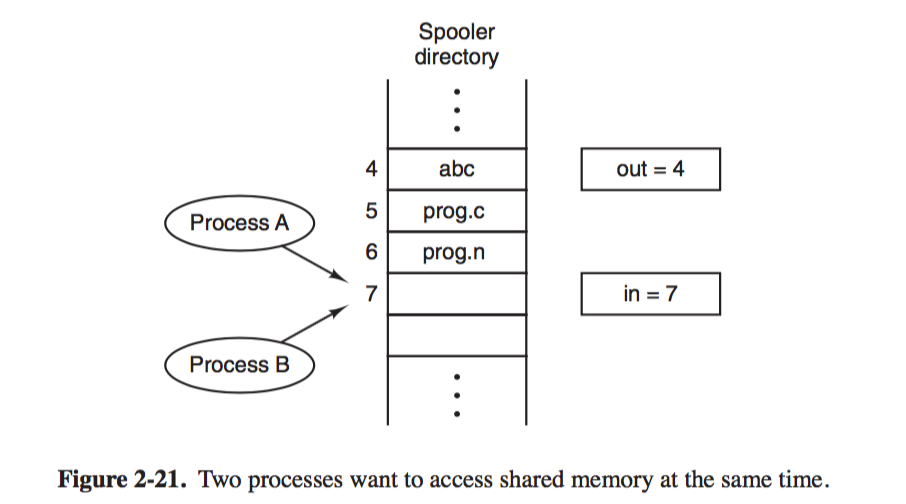 Spooler
directory
4 abc out = 4
Process A
5 prog.c
6 prog.n
7 in = 7
Process B
Figure 2-21. Two processes want to access shared memory at the same time.